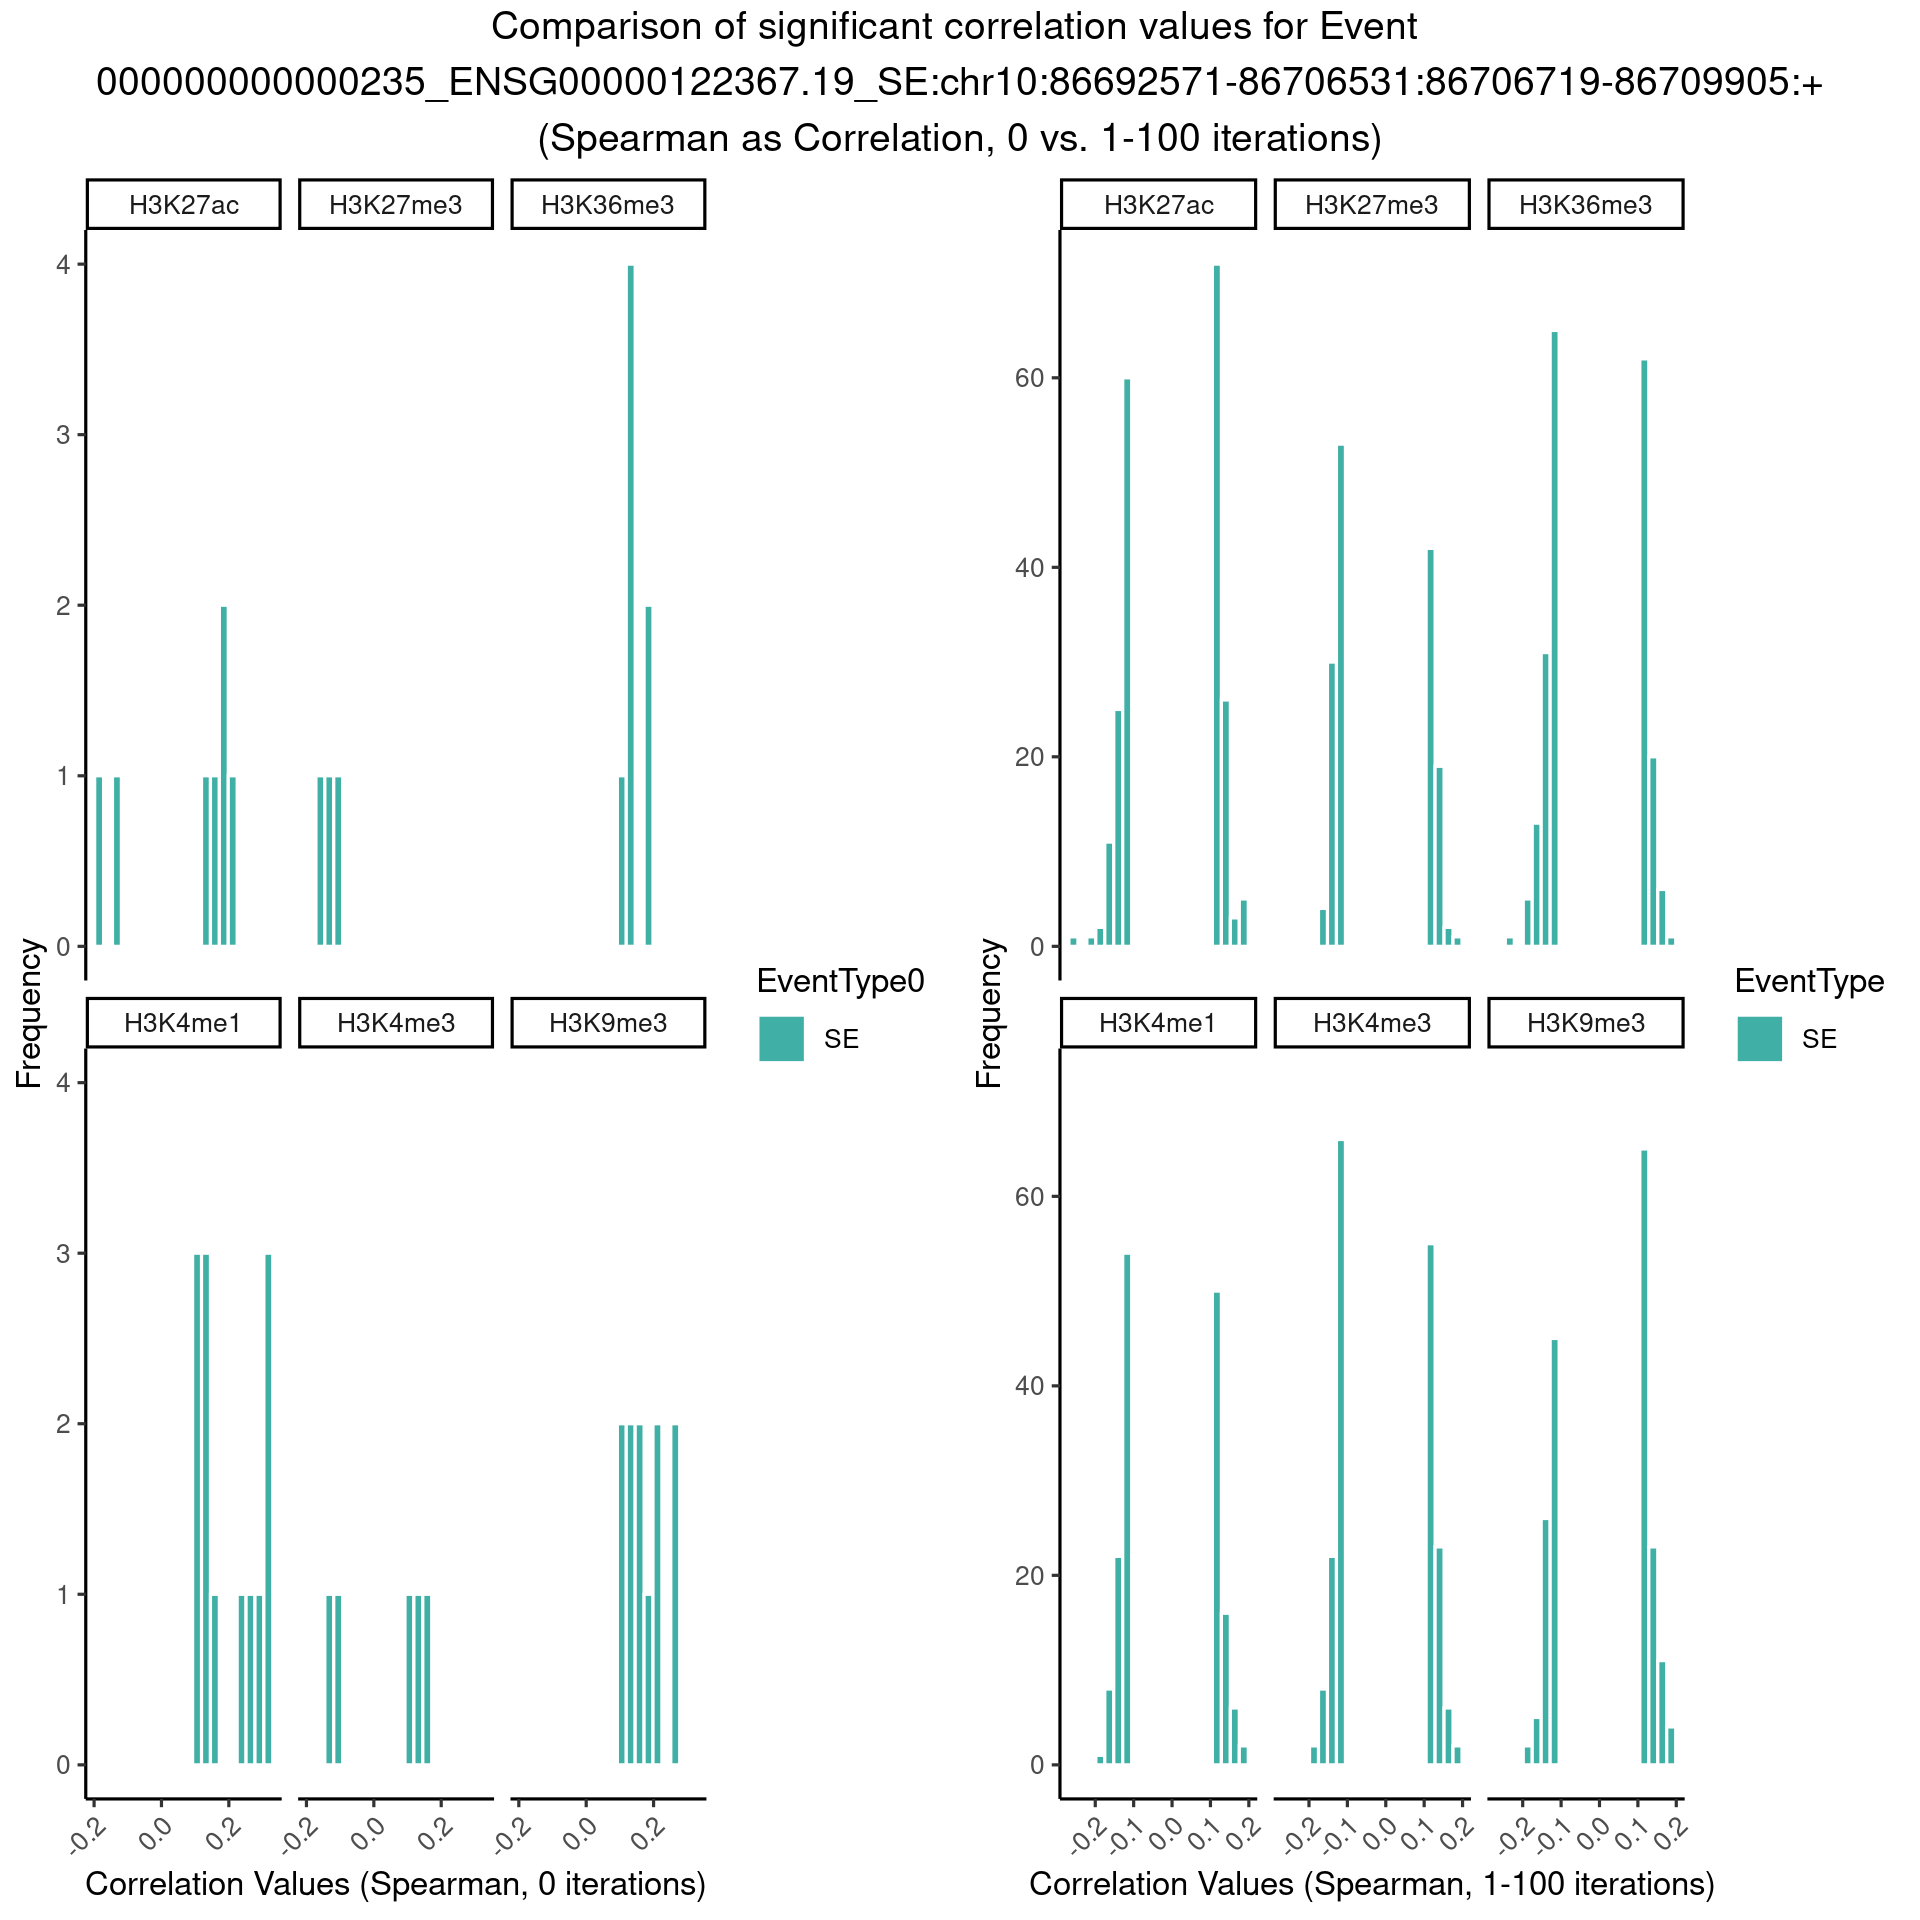 Comparison of significant correlation values for Event
000000000000235_ENSG00000122367.19_SE:chr10:86692571-86706531:86706719-86709905:+
(Spearman as Correlation, 0 vs. 1-100 iterations)
H3K27ac H3K27me3 H3K36me3
4
3
2
1
0
H3K4me1 H3K4me3 H3K9me3
4
3
2
1
0
Frequency
-0.2 0.0 0.2 -0.2 0.0 0.2 -0.2 0.0 0.2
Correlation Values (Spearman, 0 iterations)
EventType0
SE
H3K27ac H3K27me3 H3K36me3
60
40
20
0
H3K4me1 H3K4me3 H3K9me3
60
40
20
0
Frequency
-0.2 -0.1 0.0 0.1 0.2 -0.2 -0.1 0.0 0.1 0.2 -0.2 -0.1 0.0 0.1 0.2
Correlation Values (Spearman, 1-100 iterations)
EventType
SE